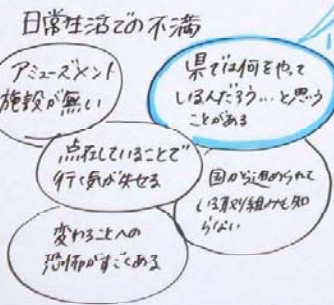 日常生活での不満
アミューズメント
施設が無い
県では何をやって
いるんだろう…と思う
ことがある
点在していることで
行く気が失せる
国から進められて
いる取り組みも知
らない
変わることへの
恐怖がすごくある